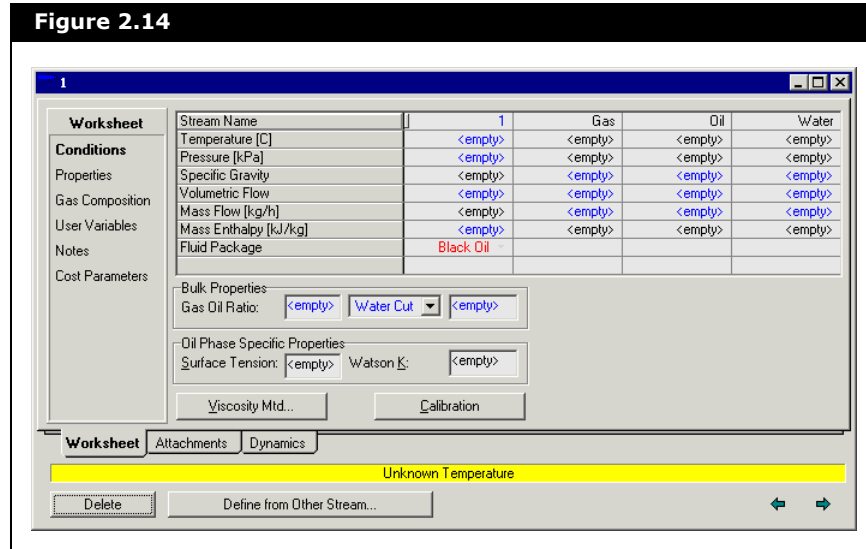 Figure 2.14
1
Worksheet
Conditions
Properties
Gas Composition
User Variables
Notes
Cost Parameters
Stream Name 1 Gas Oil Water
Temperature [C] <empty> <empty> <empty> <empty>
Pressure [kPa] <empty> <empty> <empty> <empty>
Specific Gravity <empty> <empty> <empty> <empty>
Volumetric Flow <empty> <empty> <empty> <empty>
Mass Flow [kg/h] <empty> <empty> <empty> <empty>
Mass Enthalpy [kJ/kg] <empty> <empty> <empty> <empty>
Fluid Package Black Oil
Bulk Properties
Gas Oil Ratio: <empty> Water Cut <empty>
Oil Phase Specific Properties
Surface Tension: <empty> Watson K: <empty>
Viscosity Mtd... Calibration
Worksheet Attachments Dynamics
Unknown Temperature
Delete Define from Other Stream...